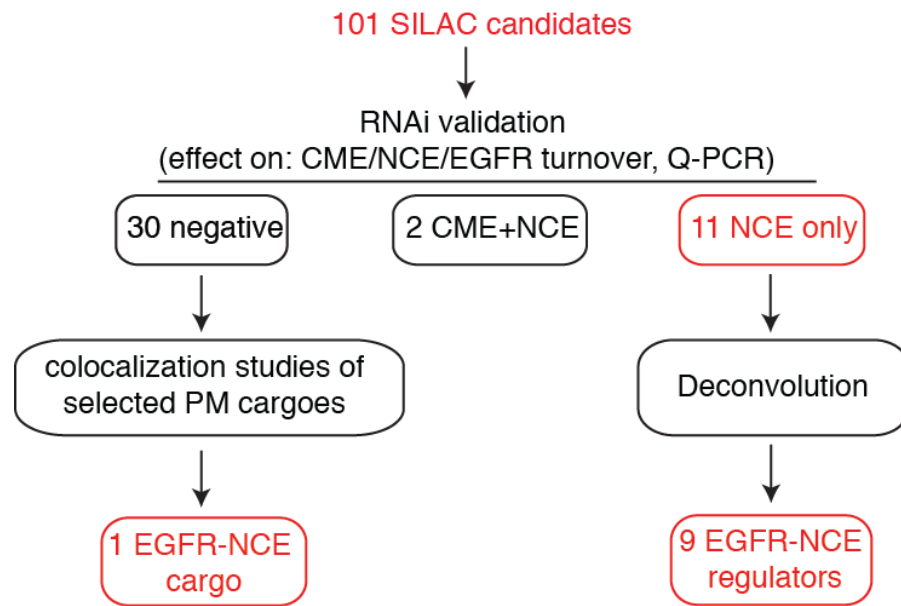 101 SILAC candidates
RNAi validation
(effect on: CME/NCE/EGFR turnover, Q-PCR)
30 negative
2 CME+NCE
11 NCE only
colocalization studies of
selected PM cargoes
Deconvolution
1 EGFR-NCE
cargo
9 EGFR-NCE
regulators